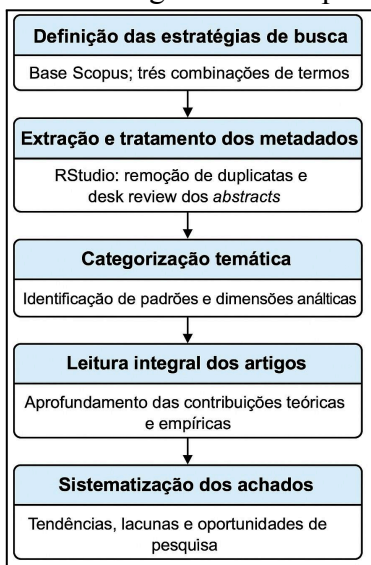 Definição das estratégias de busca
Base Scopus; três combinações de termos
Extração e tratamento dos metadados
RStudio: remoção de duplicatas e
desk review dos abstracts
Categorização temática
Identificação de padrões e dimensões análticas
Leitura integral dos artigos
Aprofundamento das contribuições teóricas
e empíricas
Sistematização dos achados
Tendências, lacunas e oportunidades de
pesquisa